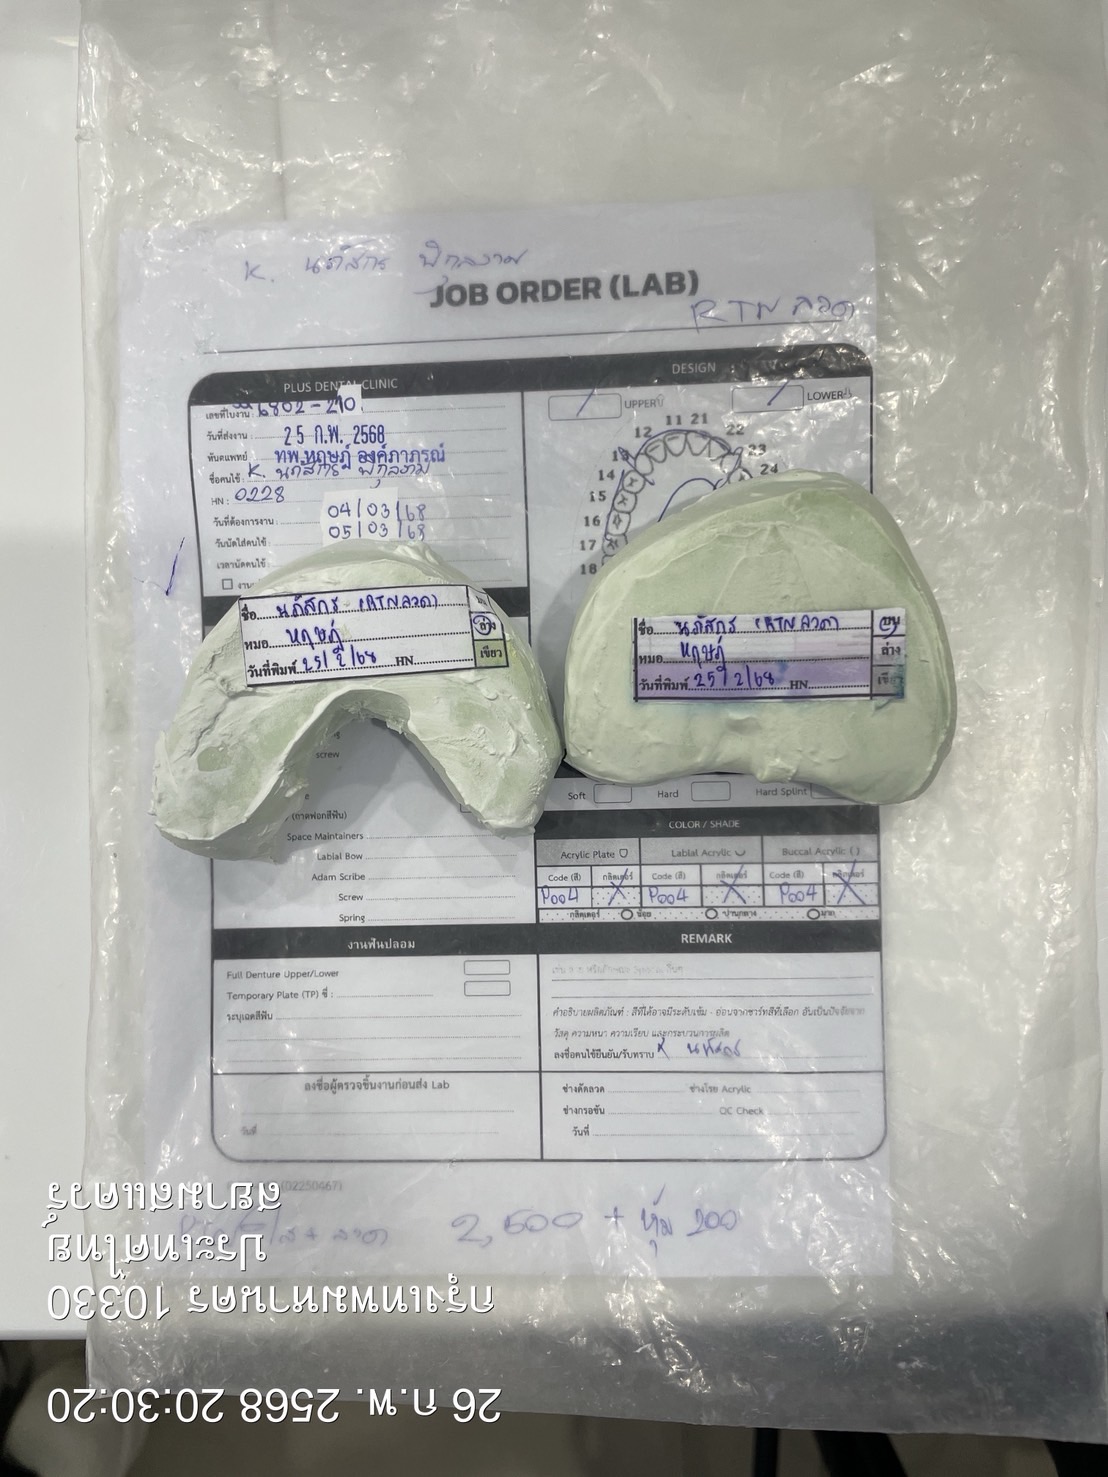 K. นภัสกร พิกุลงาม
JOB ORDER (LAB)
RTN ลวด
PLUS DENTAL CLINIC
เลขที่ใบงาน : 6802-210
วันที่ส่งงาน : 25 ก.พ. 2568
ทันตแพทย์ ทพ.หฤษฎ์ องค์ภาภรณ์
ชื่อคนไข้ : K. นภัสกร พิกุลงาม
HN : 0228
วันที่ต้องการงาน : 04/03/68
วันนัดใส่คนไข้ : 05/03/68
เวลานัดคนไข้ :
DESIGN
UPPER
LOWER
11 21
12 22
13 23
14 24
15
16
17
18
ชื่อ นภัสกร (RTN ลวด)
ล่าง
หมอ หฤษฎ์
เขียว
วันที่พิมพ์ 25/2/68 HN
ชื่อ นภัสกร (RTN ลวด) บน
หมอ หฤษฎ์ ล่าง
วันที่พิมพ์ 25/2/68 HN เขียว
screw
(ถาดฟอกสีฟัน)
Space Maintainers
Labial Bow
Adam Scribe
Screw
Spring
Soft Hard Hard Splint
COLOR / SHADE
Acrylic Plate Labial Acrylic Buccal Acrylic ( )
Code (สี) กลิตเตอร์ Code (สี) กลิตเตอร์ Code (สี) กลิตเตอร์
P004 X P004 X P004 X
กลิตเตอร์ น้อย ปานกลาง มาก
งานฟันปลอม
Full Denture Upper/Lower
Temporary Plate (TP) ซี่ :
ระบุเฉดสีฟัน
REMARK
คำอธิบายผลิตภัณฑ์ : สีที่ได้อาจมีระดับเข้ม - อ่อนจากชาร์ทสีที่เลือก อันเป็นปัจจัยจาก
วัสดุ ความหนา ความเรียบ และกระบวนการผลิต
ลงชื่อคนไข้ยืนยัน/รับทราบ K นภัสกร
ลงชื่อผู้ตรวจชิ้นงานก่อนส่ง Lab
วันที่
ช่างดัดลวด ช่างโรย Acrylic
ช่างกรอขัด QC Check
วันที่
(02250467)
2,500 + หุ้ม 200
26 ก.พ. 2568 20:30:20
กรุงเทพมหานคร 10330
ประเทศไทย
สยามสแควร์